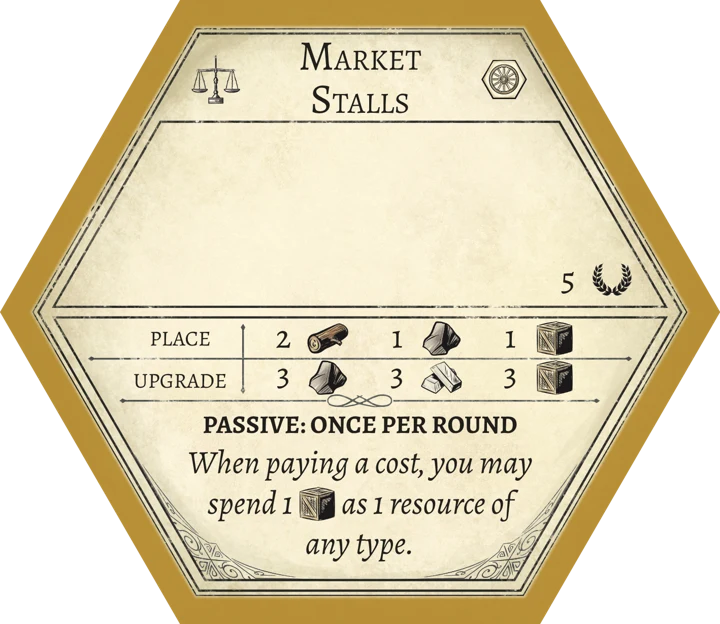 Market
Stalls
5
PLACE 2 1 1
UPGRADE 3 3 3
PASSIVE: ONCE PER ROUND
When paying a cost, you may
spend 1 as 1 resource of
any type.